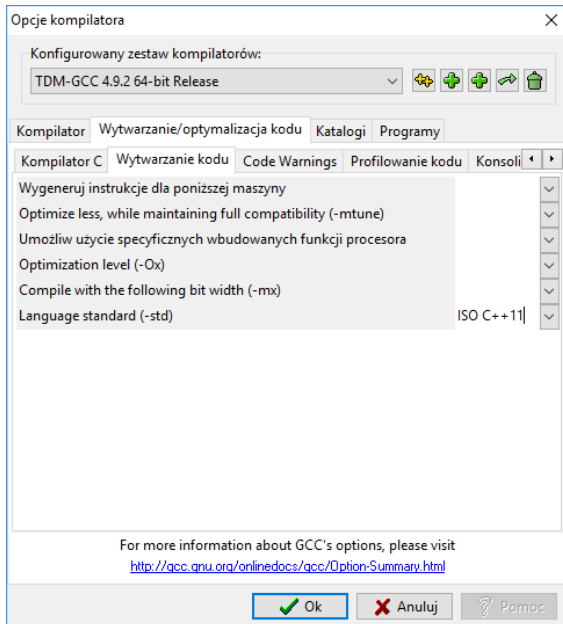 Opcje kompilatora
Konfigurowany zestaw kompilatorów:
TDM-GCC 4.9.2 64-bit Release
Kompilator Wytwarzanie/optymalizacja kodu Katalogi Programy
Kompilator C Wytwarzanie kodu Code Warnings Profilowanie kodu Konsoli
Wygeneruj instrukcje dla poniższej maszyny
Optimize less, while maintaining full compatibility (-mtune)
Umożliw użycie specyficznych wbudowanych funkcji procesora
Optimization level (-Ox)
Compile with the following bit width (-mx)
Language standard (-std) ISO C++11
For more information about GCC's options, please visit
http://gcc.gnu.org/onlinedocs/gcc/Option-Summary.html
Ok Anuluj ? Pomoc